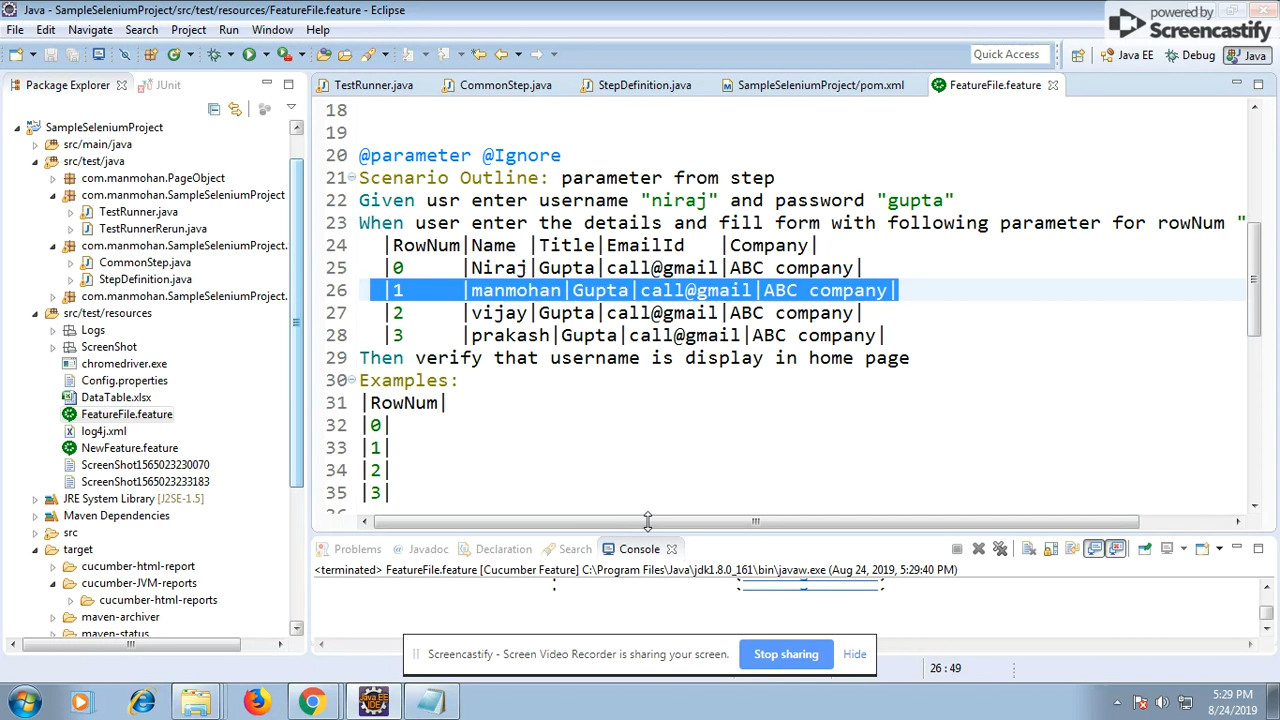 Java - SampleSeleniumProject/src/test/resources/FeatureFile.feature - Eclipse
powered by
Screencastify
File Edit Navigate Search Project Run Window Help
Quick Access
Java EE
Debug
Java
Package Explorer
JUnit
TestRunner.java
CommonStep.java
StepDefinition.java
SampleSeleniumProject/pom.xml
FeatureFile.feature
SampleSeleniumProject
src/main/java
src/test/java
com.manmohan.PageObject
com.manmohan.SampleSeleniumProject
TestRunner.java
TestRunnerRerun.java
com.manmohan.SampleSeleniumProject.
CommonStep.java
StepDefinition.java
src/test/resources
Logs
ScreenShot
chromedriver.exe
Config.properties
DataTable.xlsx
FeatureFile.feature
log4j.xml
NewFeature.feature
ScreenShot1565023230070
ScreenShot1565023233183
JRE System Library [J2SE-1.5]
Maven Dependencies
src
target
cucumber-html-report
cucumber-JVM-reports
cucumber-html-reports
maven-archiver
maven-status
18
19
20 @parameter @Ignore
21 Scenario Outline: parameter from step
22 Given usr enter username "niraj" and password "gupta"
23 When user enter the details and fill form with following parameter for rowNum "
24 |RowNum|Name |Title|EmailId |Company|
25 |0 |Niraj|Gupta|call@gmail|ABC company|
26 |1 |manmohan|Gupta|call@gmail|ABC company|
27 |2 |vijay|Gupta|call@gmail|ABC company|
28 |3 |prakash|Gupta|call@gmail|ABC company|
29 Then verify that username is display in home page
30 Examples:
31 |RowNum|
32 |0|
33 |1|
34 |2|
35 |3|
Problems
Javadoc
Declaration
Search
Console
<terminated> FeatureFile.feature [Cucumber Feature] C:\Program Files\Java\jdk1.8.0_161\bin\javaw.exe (Aug 24, 2019, 5:29:40 PM)
Screencastify - Screen Video Recorder is sharing your screen.
Stop sharing
Hide
26 : 49
Java EE
IDE
5:29 PM
8/24/2019